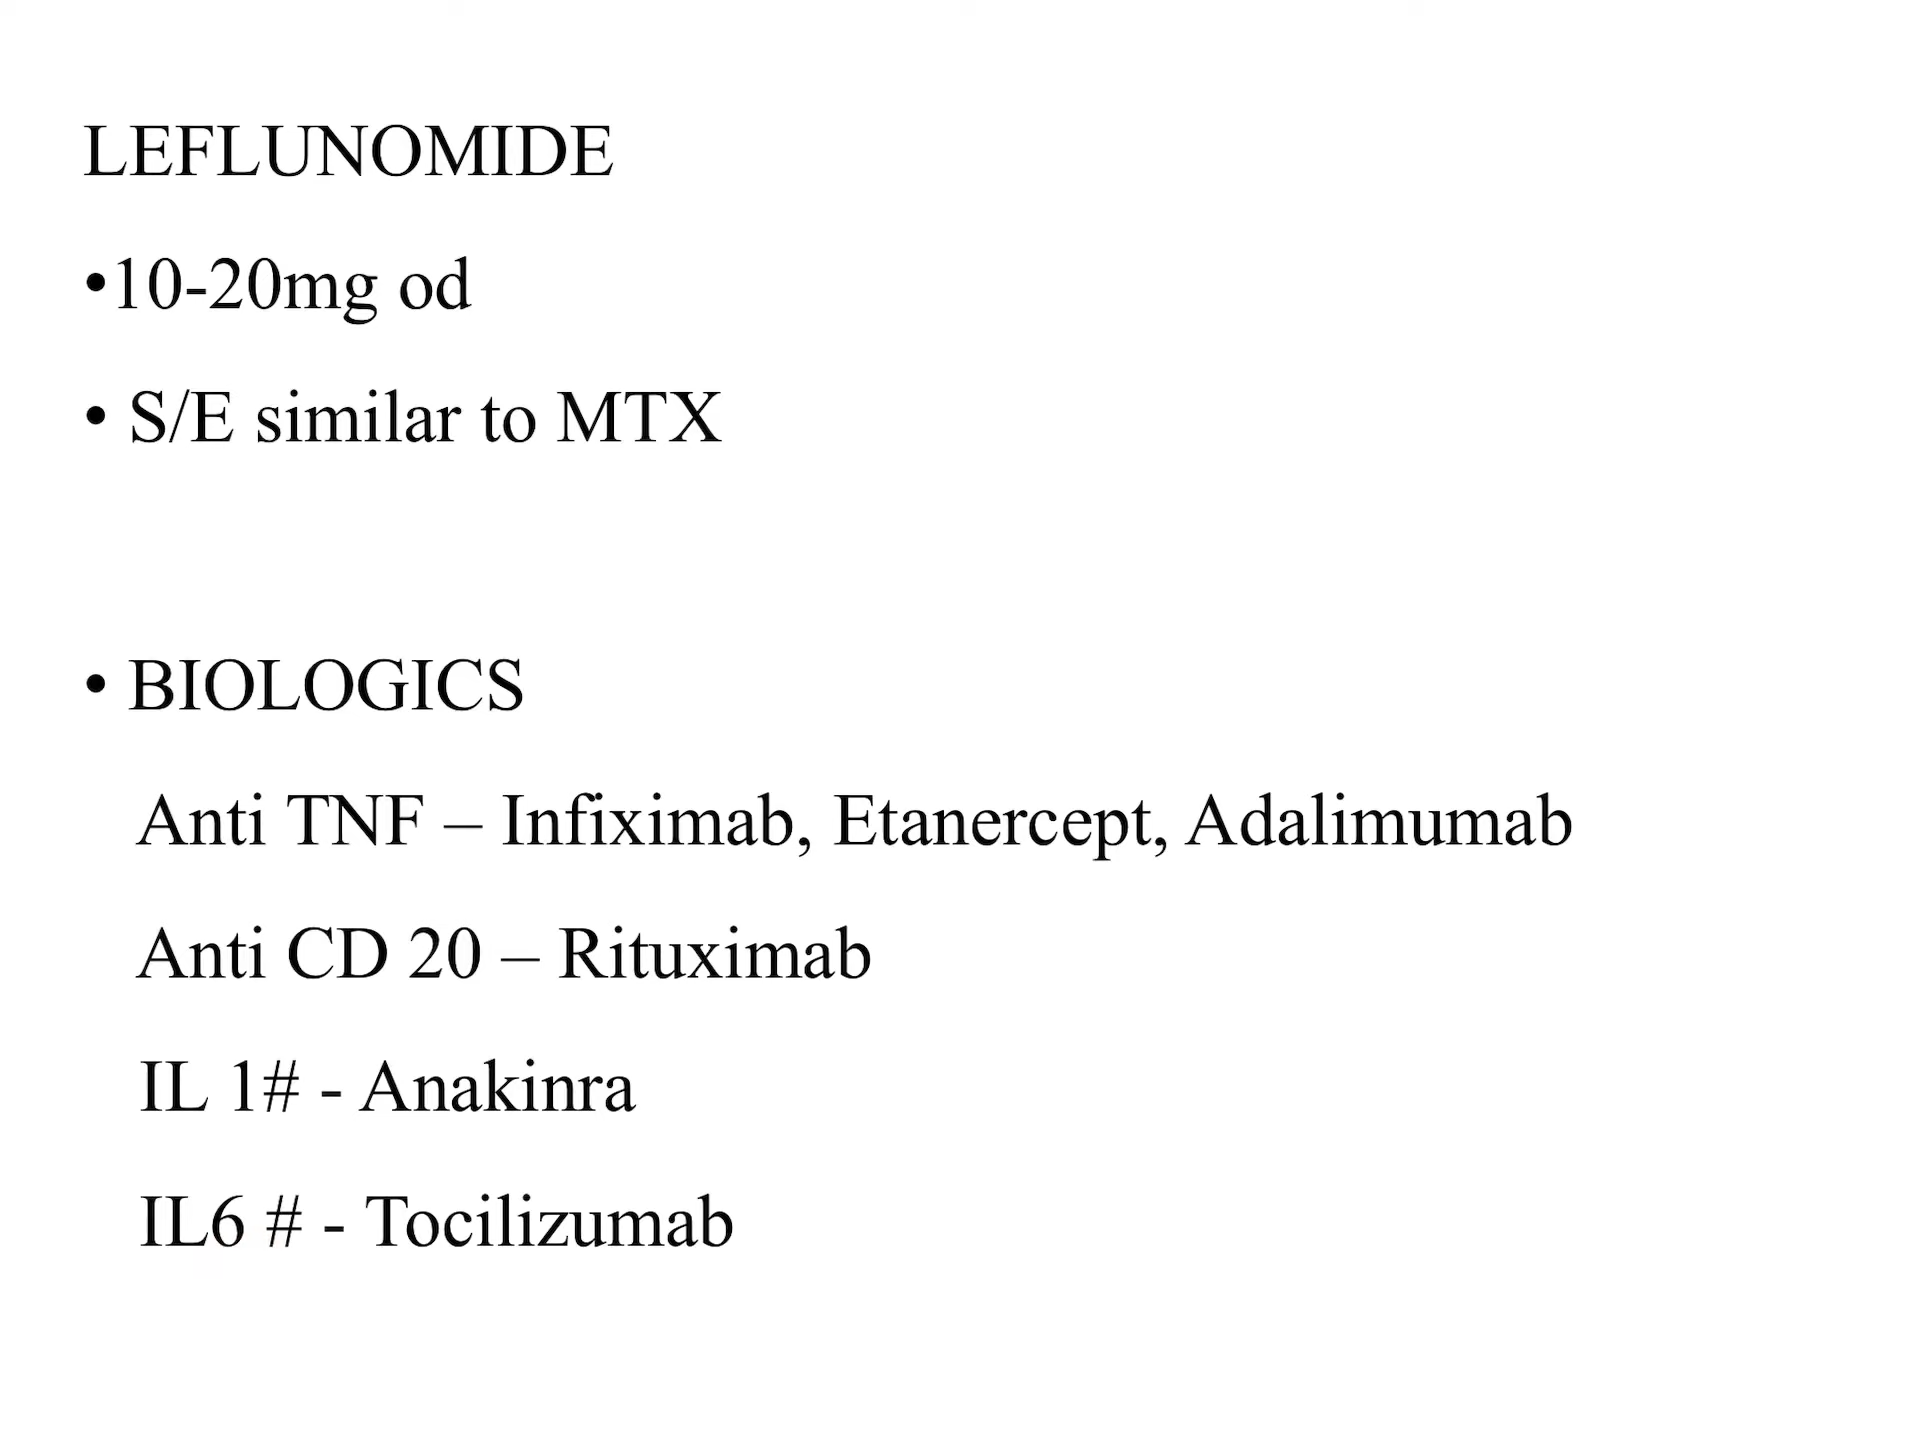 LEFLUNOMIDE
•10-20mg od
• S/E similar to MTX
• BIOLOGICS
Anti TNF – Infiximab, Etanercept, Adalimumab
Anti CD 20 – Rituximab
IL 1# - Anakinra
IL6 # - Tocilizumab